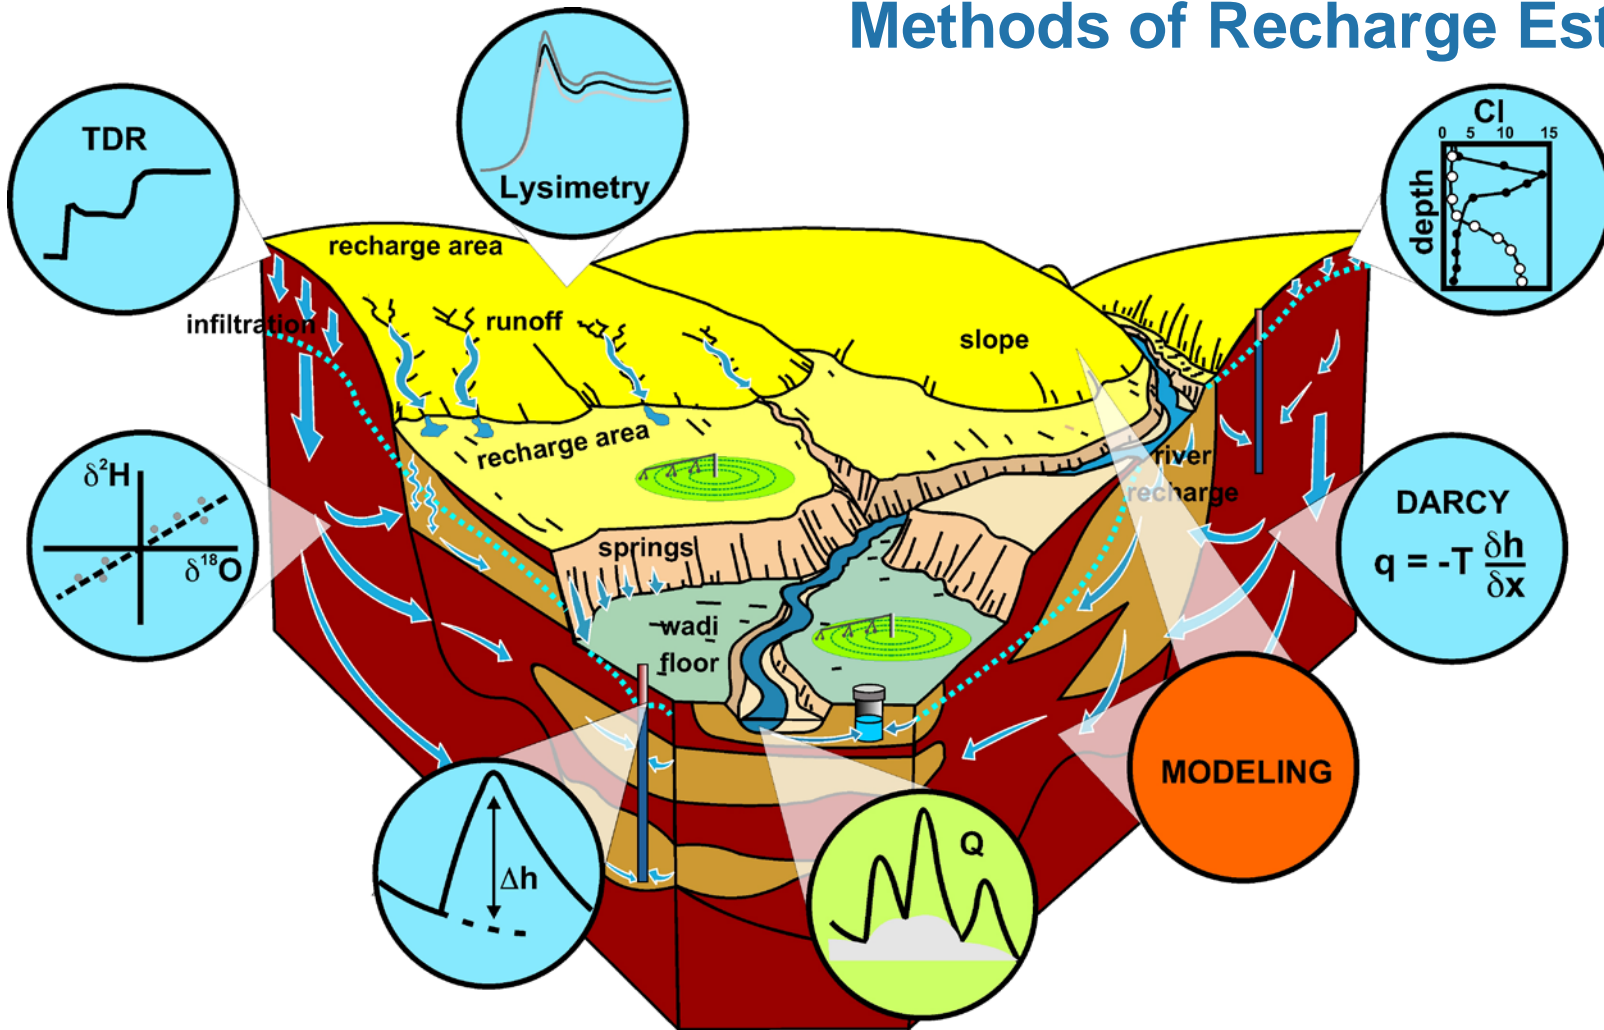 Methods of Recharge Est
TDR
Lysimetry
Cl
0 5 10 15
depth
recharge area
infiltration
runoff
slope
recharge area
river
recharge
δ²H
δ¹⁸O
springs
wadi
floor
DARCY
q = -T δh/δx
MODELING
Δh
Q